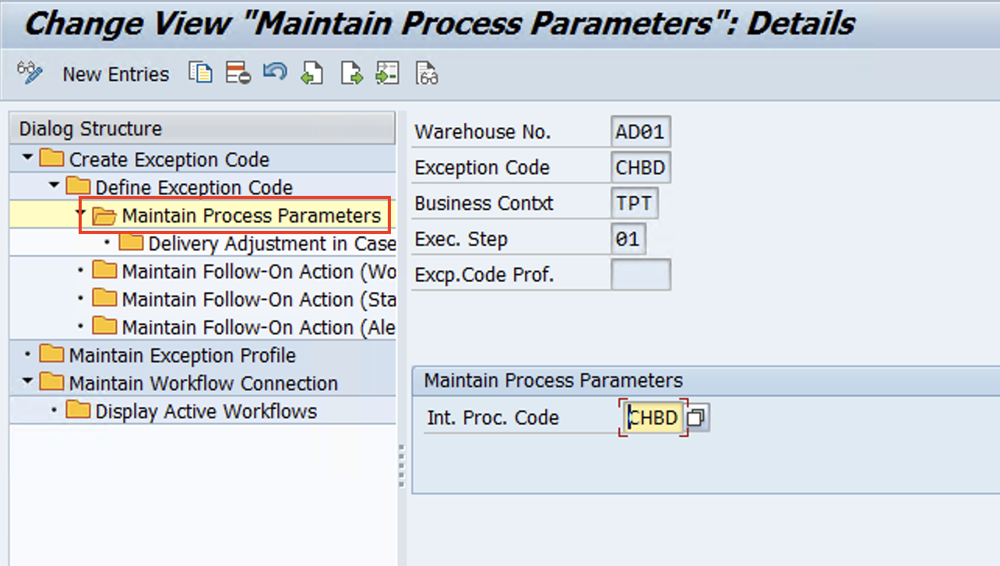 Change View "Maintain Process Parameters": Details
New Entries
Dialog Structure
Create Exception Code
Define Exception Code
Maintain Process Parameters
Delivery Adjustment in Case
Maintain Follow-On Action (Wo
Maintain Follow-On Action (Sta
Maintain Follow-On Action (Ale
Maintain Exception Profile
Maintain Workflow Connection
Display Active Workflows
Warehouse No. AD01
Exception Code CHBD
Business Contxt TPT
Exec. Step 01
Excp.Code Prof.
Maintain Process Parameters
Int. Proc. Code CHBD